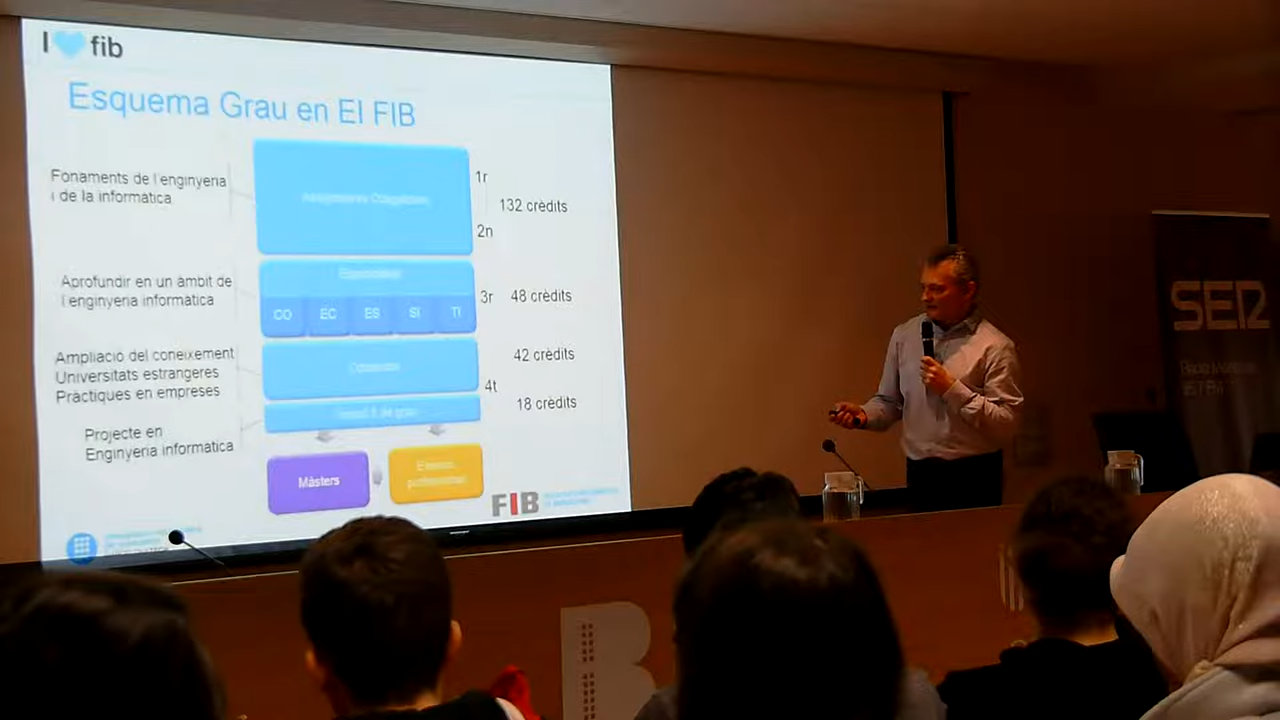 I fib
Esquema Grau en EI FIB
Fonaments de l'enginyeria
i de la informàtica
1r
132 crèdits
2n
Aprofundir en un àmbit de
l'enginyeria informàtica
CO EC ES SI TI
3r
48 crèdits
Ampliació del coneixement
Universitats estrangeres
Pràctiques en empreses
42 crèdits
4t
18 crèdits
Projecte en
Enginyeria informàtica
Màsters
FIB
SER
B